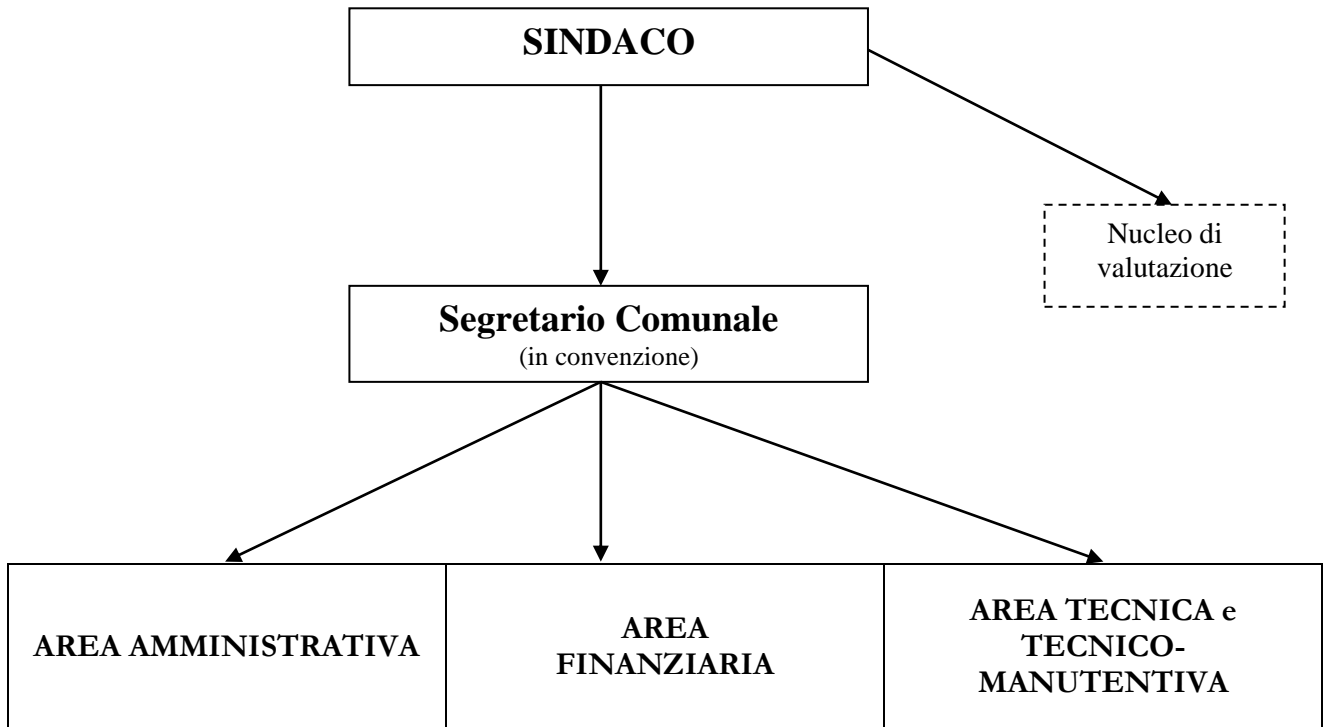 SINDACO
Nucleo di
valutazione
Segretario Comunale
(in convenzione)
AREA AMMINISTRATIVA
AREA
FINANZIARIA
AREA TECNICA e
TECNICO-
MANUTENTIVA